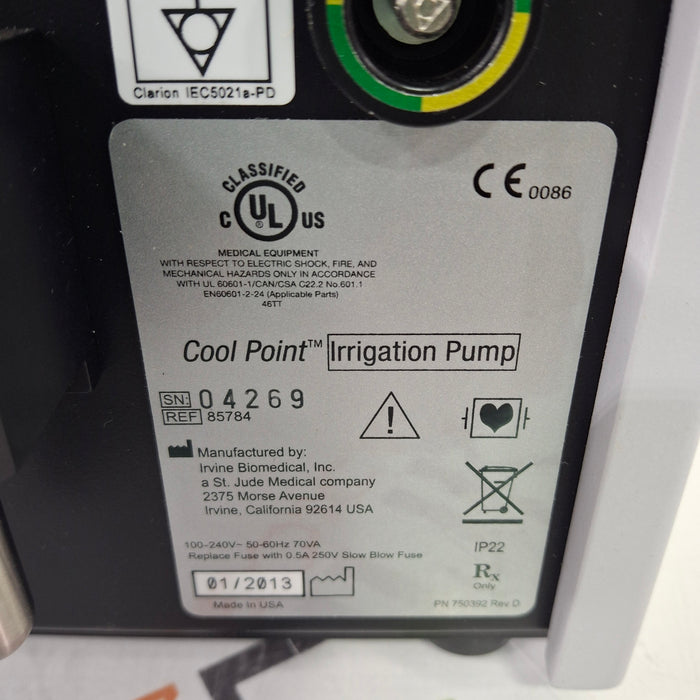 Clarion IEC5021a-PD
CLASSIFIED
C UL ® US
CE 0086
MEDICAL EQUIPMENT
WITH RESPECT TO ELECTRIC SHOCK, FIRE, AND
MECHANICAL HAZARDS ONLY IN ACCORDANCE
WITH UL 60601-1/CAN/CSA C22.2 No.601.1
EN60601-2-24 (Applicable Parts)
46TT
Cool Point™ Irrigation Pump
SN: 04269
REF 85784
!
Manufactured by:
Irvine Biomedical, Inc.
a St. Jude Medical company
2375 Morse Avenue
Irvine, California 92614 USA
100-240V~ 50-60Hz 70VA
Replace Fuse with 0.5A 250V Slow Blow Fuse
IP22
01/2013
Rx
Only
Made in USA
PN 750392 Rev D